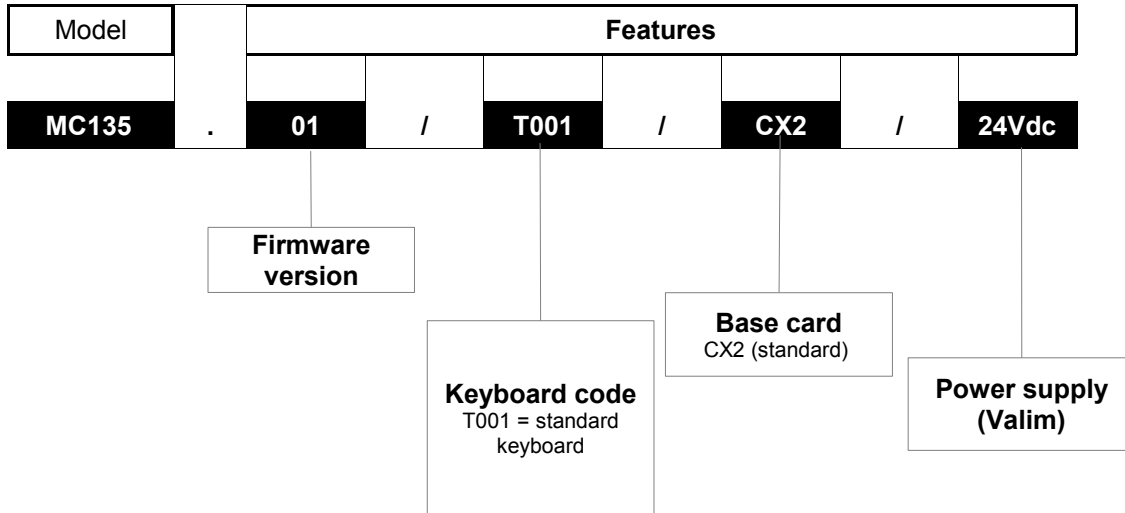 Model Features
MC135 . 01 / T001 / CX2 / 24Vdc
Firmware
version
Base card
CX2 (standard)
Keyboard code
T001 = standard
keyboard
Power supply
(Valim)